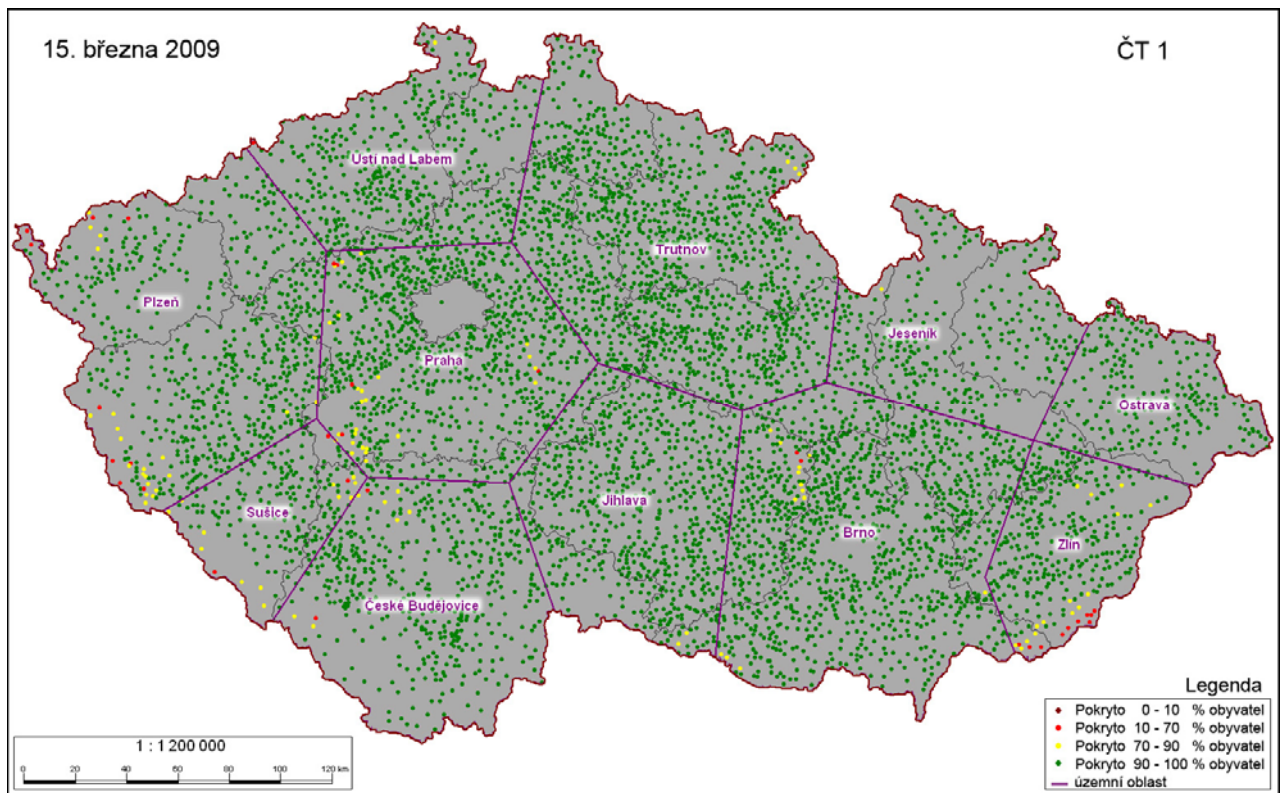 15. března 2009
ČT 1
Ústí nad Labem
Trutnov
Plzeň
Jeseník
Praha
Ostrava
Sušice
Jihlava
Brno
Zlín
České Budějovice
Legenda
Pokryto 0 - 10 % obyvatel
Pokryto 10 - 70 % obyvatel
Pokryto 70 - 90 % obyvatel
Pokryto 90 - 100 % obyvatel
územní oblast
1 : 1 200 000
0 20 40 60 80 100 120 km